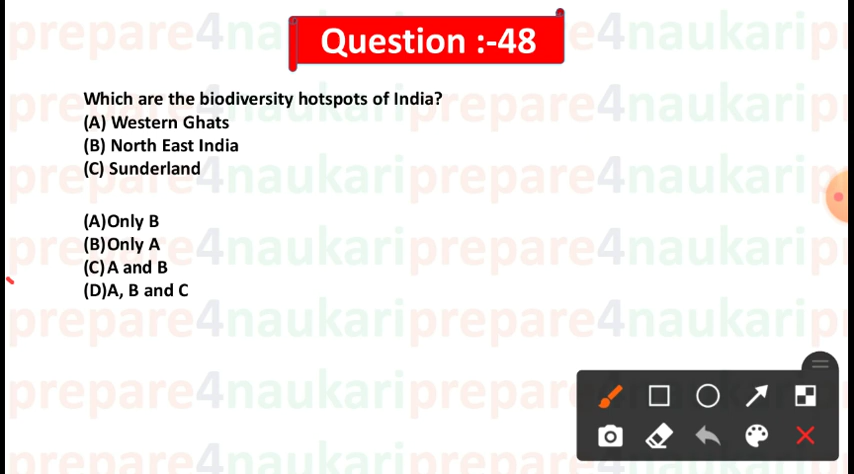 Question :-48
Which are the biodiversity hotspots of India?
(A) Western Ghats
(B) North East India
(C) Sunderland
(A)Only B
(B)Only A
(C)A and B
(D)A, B and C
prepare4naukari